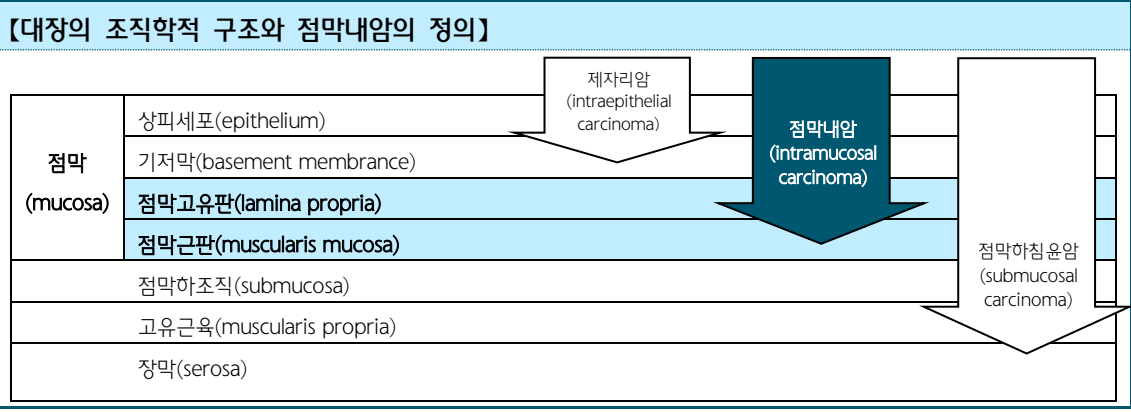 【대장의 조직학적 구조와 점막내암의 정의】
제자리암
(intraepithelial
carcinoma)
점막내암
(intramucosal
carcinoma)
점막하침윤암
(submucosal
carcinoma)
점막
(mucosa)
상피세포(epithelium)
기저막(basement membrance)
점막고유판(lamina propria)
점막근판(muscularis mucosa)
점막하조직(submucosa)
고유근육(muscularis propria)
장막(serosa)